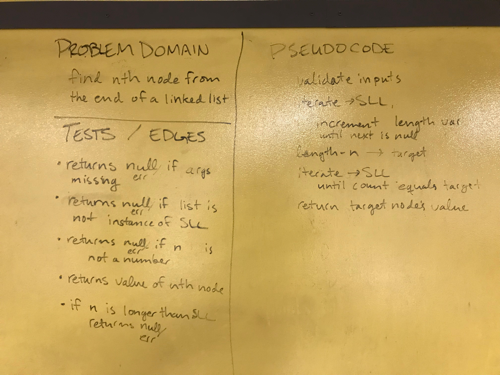 PROBLEM DOMAIN
find nth node from
the end of a linked list
TESTS / EDGES
• returns null if args
err
missing
• returns null if list is
err
not instance of SLL
• returns null if n is
err
not a number
• returns value of nth node
• if n is longer than SLL
returns null
err
PSEUDOCODE
validate inputs
iterate → SLL,
increment length var
until next is null
length-n → target
iterate → SLL
until count equals target
return target node's value